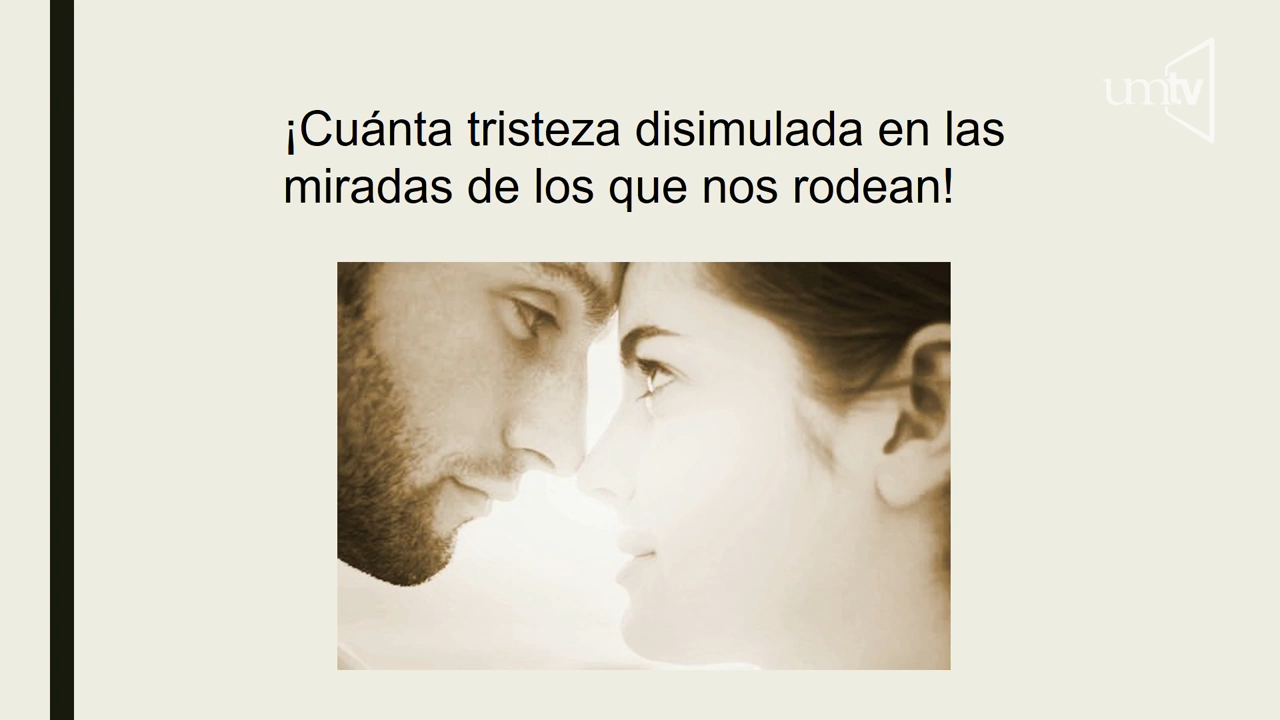 umtv
¡Cuánta tristeza disimulada en las
miradas de los que nos rodean!